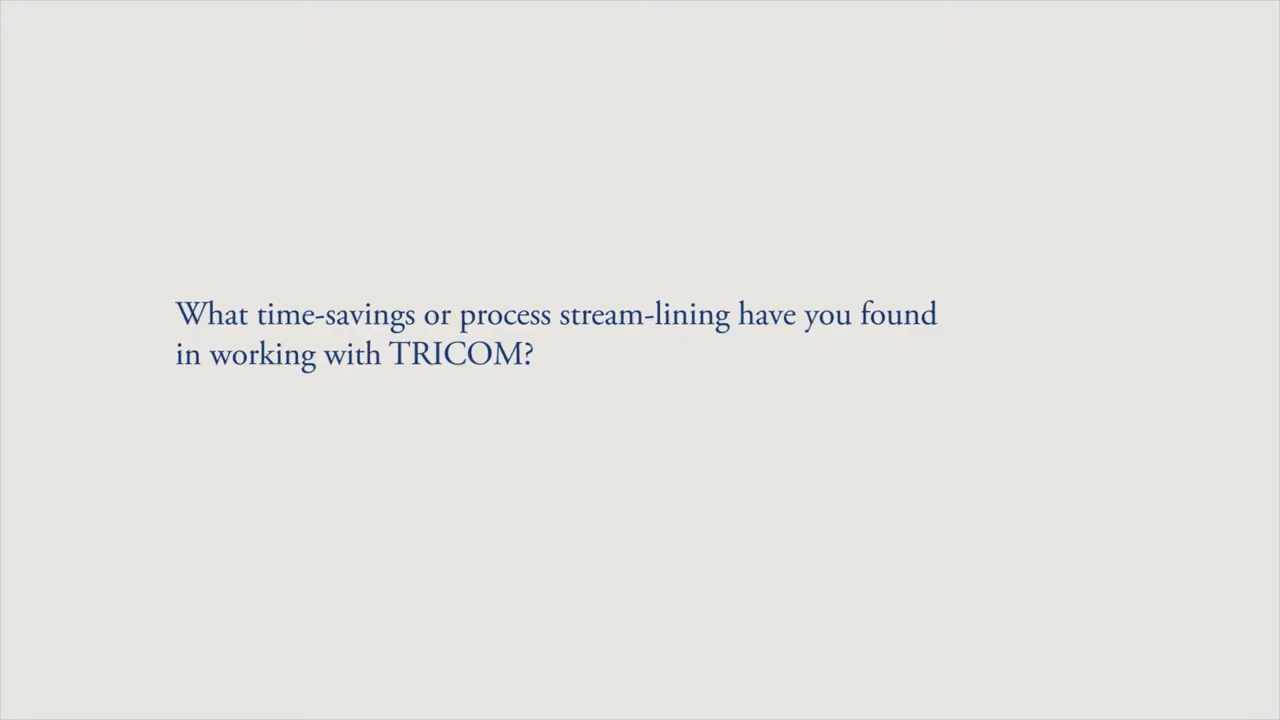 What time-savings or process stream-lining have you found
in working with TRICOM?